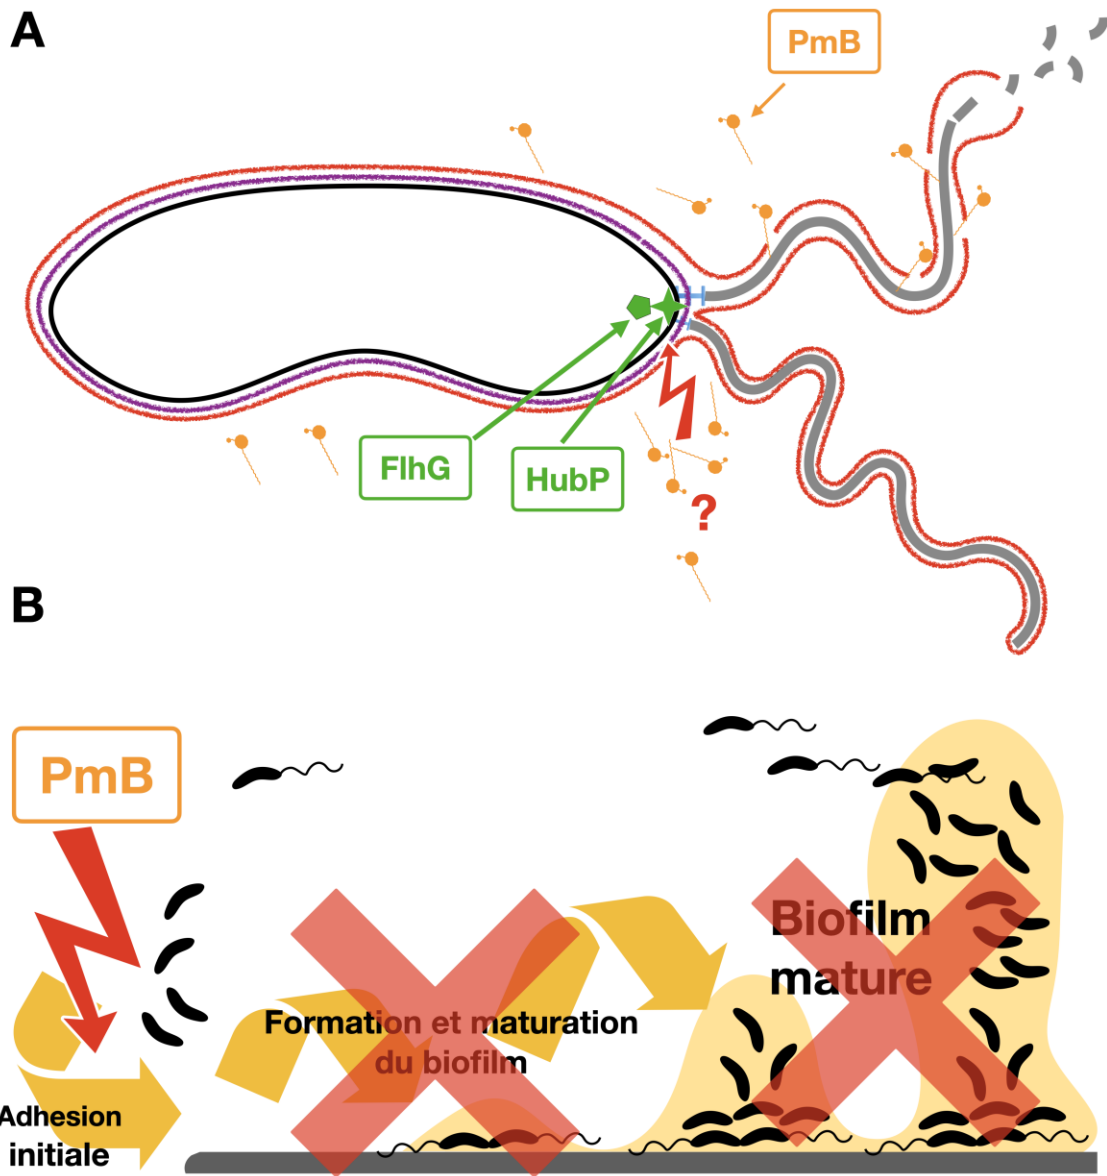 A
PmB
FlhG
HubP
?
B
PmB
Biofilm
mature
Formation et maturation
du biofilm
Adhesion
initiale